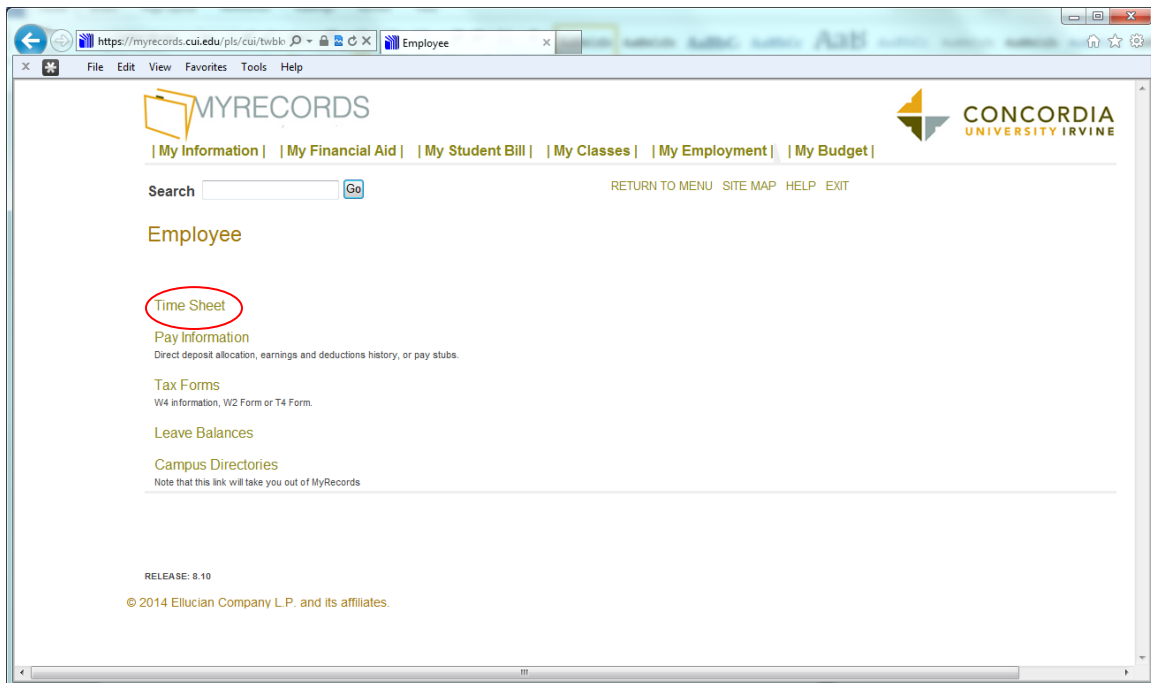 https://myrecords.cui.edu/pls/cui/twbk
Employee
File Edit View Favorites Tools Help
MYRECORDS
CONCORDIA
UNIVERSITY IRVINE
| My Information | | My Financial Aid | | My Student Bill | | My Classes | | My Employment | | My Budget |
Search Go
RETURN TO MENU SITE MAP HELP EXIT
Employee
Time Sheet
Pay Information
Direct deposit allocation, earnings and deductions history, or pay stubs.
Tax Forms
W4 information, W2 Form or T4 Form.
Leave Balances
Campus Directories
Note that this link will take you out of MyRecords
RELEASE: 8.10
© 2014 Ellucian Company L.P. and its affiliates.